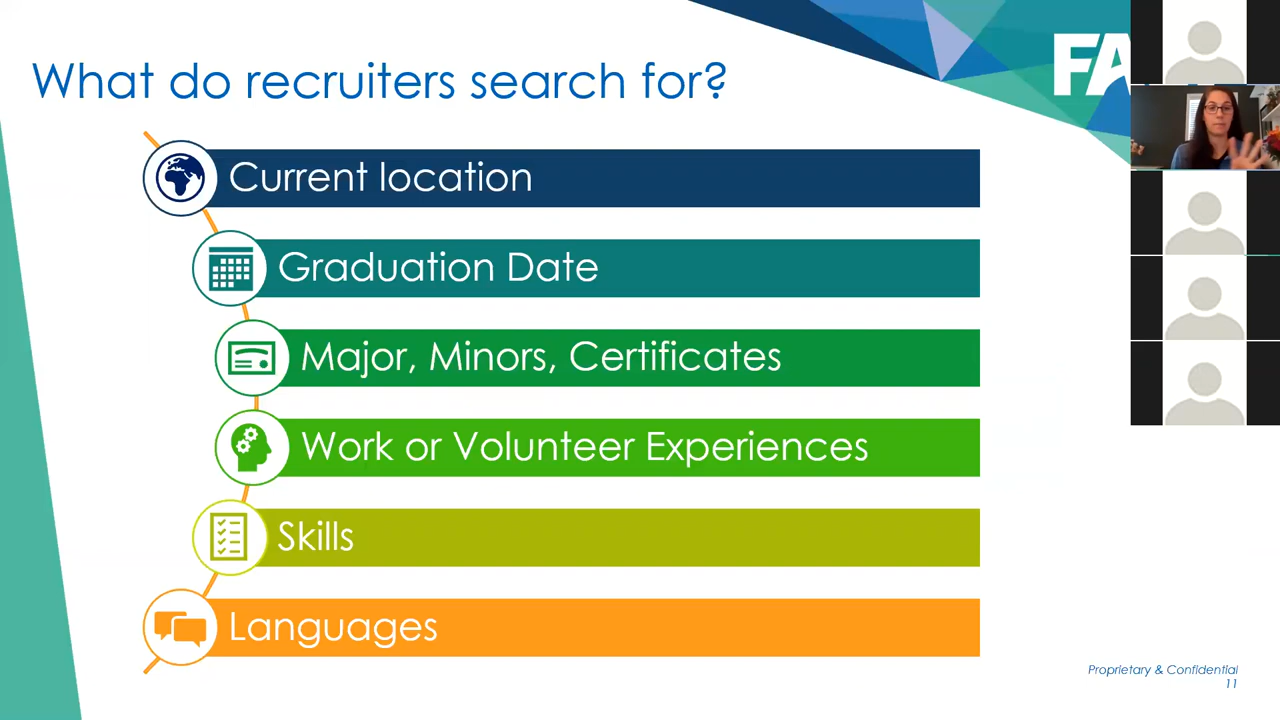 What do recruiters search for?
FA
Current location
Graduation Date
Major, Minors, Certificates
Work or Volunteer Experiences
Skills
Languages
Proprietary & Confidential
11